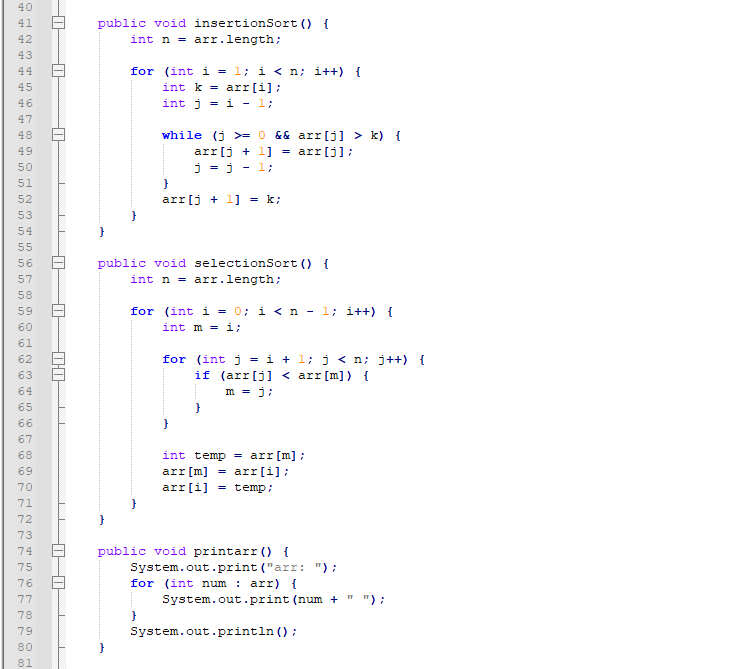 40
41 public void insertionSort() {
42 int n = arr.length;
43
44 for (int i = 1; i < n; i++) {
45 int k = arr[i];
46 int j = i - 1;
47
48 while (j >= 0 && arr[j] > k) {
49 arr[j + 1] = arr[j];
50 j = j - 1;
51 }
52 arr[j + 1] = k;
53 }
54 }
55
56 public void selectionSort() {
57 int n = arr.length;
58
59 for (int i = 0; i < n - 1; i++) {
60 int m = i;
61
62 for (int j = i + 1; j < n; j++) {
63 if (arr[j] < arr[m]) {
64 m = j;
65 }
66 }
67
68 int temp = arr[m];
69 arr[m] = arr[i];
70 arr[i] = temp;
71 }
72 }
73
74 public void printarr() {
75 System.out.print("arr: ");
76 for (int num : arr) {
77 System.out.print(num + " ");
78 }
79 System.out.println();
80 }
81